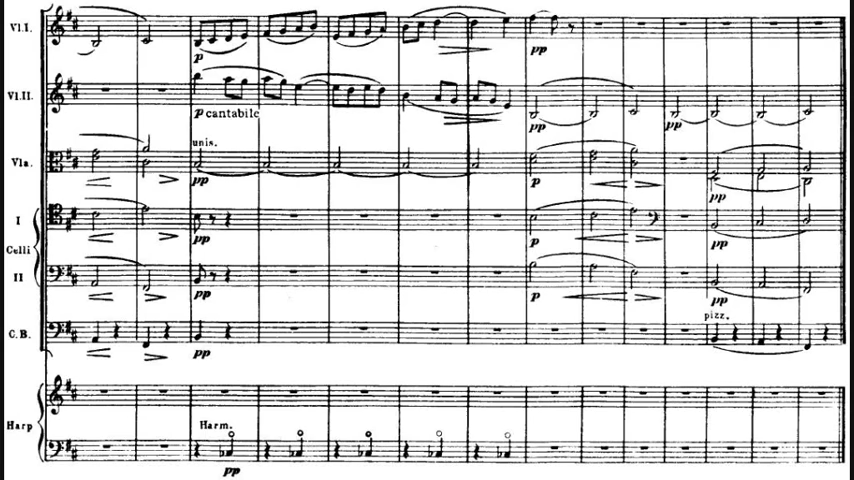 Vl.I.
p
pp
Vl.II.
p cantabile
pp
pp
unis.
Vla.
pp
p
pp
I
pp
p
pp
Celli
II
pp
p
pp
pizz.
C.B.
pp
Harp
Harm.
pp